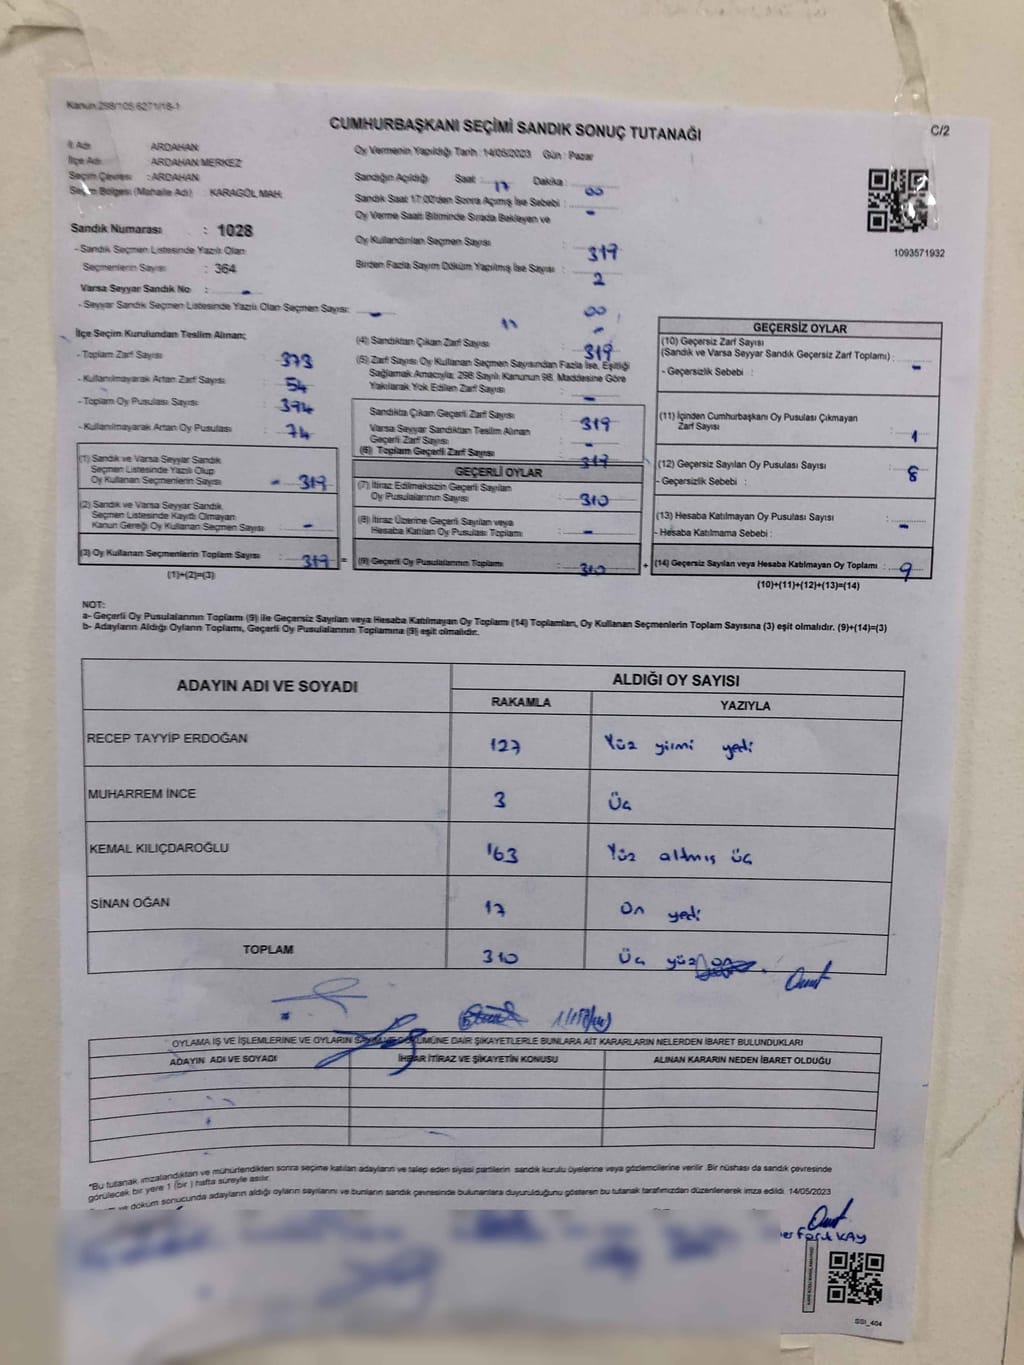 Kanun.298/105,6271/18-1
CUMHURBAŞKANI SEÇİMİ SANDIK SONUÇ TUTANAĞI
C/2
İl Adı ARDAHAN
İlçe Adı ARDAHAN MERKEZ
Seçim Çevresi : ARDAHAN
Seçim Bölgesi (Mahalle Adı) : KARAGÖL MAH.
Oy Vermenin Yapıldığı Tarih : 14/05/2023 Gün : Pazar
Sandığın Açıldığı Saat : 17 Dakika : 00
Sandık Saat 17:00'den Sonra Açımış İse Sebebi : -
Oy Verme Saati Bitiminde Sırada Bekleyen ve
Oy Kullandırılan Seçmen Sayısı : 319
Birden Fazla Sayım Döküm Yapılmış İse Sayısı : 2
00
17 -
1093571932
Sandık Numarası : 1028
- Sandık Seçmen Listesinde Yazılı Olan
Seçmenlerin Sayısı : 364
Varsa Seyyar Sandık No : -
- Seyyar Sandık Seçmen Listesinde Yazılı Olan Seçmen Sayısı: -
İlçe Seçim Kurulundan Teslim Alınan;
- Toplam Zarf Sayısı : 373
- Kullanılmayarak Artan Zarf Sayısı : 54
- Toplam Oy Pusulası Sayısı : 394
- Kullanılmayarak Artan Oy Pusulası : 74
(1) Sandık ve Varsa Seyyar Sandık
Seçmen Listesinde Yazılı Olup
Oy Kullanan Seçmenlerin Sayısı - 319
(2) Sandık ve Varsa Seyyar Sandık
Seçmen Listesinde Kayıtlı Olmayan
Kanun Gereği Oy Kullanan Seçmen Sayısı : -
(3) Oy Kullanan Seçmenlerin Toplam Sayısı : 319 =
(1)+(2)=(3)
(4) Sandıktan Çıkan Zarf Sayısı : 319
(5) Zarf Sayısı Oy Kullanan Seçmen Sayısından Fazla İse, Eşitliği
Sağlamak Amacıyla, 298 Sayılı Kanunun 98. Maddesine Göre
Yakılarak Yok Edilen Zarf Sayısı : -
Sandıkta Çıkan Geçerli Zarf Sayısı : 319
Varsa Seyyar Sandıktan Teslim Alınan
Geçerli Zarf Sayısı : -
(6) Toplam Geçerli Zarf Sayısı : 319
GEÇERLİ OYLAR
(7) İtiraz Edilmeksizin Geçerli Sayılan
Oy Pusulalarının Sayısı : 310
(8) İtiraz Üzerine Geçerli Sayılan veya
Hesaba Katılan Oy Pusulası Toplamı : -
(9) Geçerli Oy Pusulalarının Toplamı : 310 +
GEÇERSİZ OYLAR
(10) Geçersiz Zarf Sayısı
(Sandık ve Varsa Seyyar Sandık Geçersiz Zarf Toplamı) : -
- Geçersizlik Sebebi :
(11) İçinden Cumhurbaşkanı Oy Pusulası Çıkmayan
Zarf Sayısı : 1
(12) Geçersiz Sayılan Oy Pusulası Sayısı : 8
- Geçersizlik Sebebi :
(13) Hesaba Katılmayan Oy Pusulası Sayısı : -
- Hesaba Katılmama Sebebi :
(14) Geçersiz Sayılan veya Hesaba Katılmayan Oy Toplamı : 9
(10)+(11)+(12)+(13)=(14)
NOT:
a- Geçerli Oy Pusulalarının Toplamı (9) ile Geçersiz Sayılan veya Hesaba Katılmayan Oy Toplamı (14) Toplamları, Oy Kullanan Seçmenlerin Toplam Sayısına (3) eşit olmalıdır. (9)+(14)=(3)
b- Adayların Aldığı Oyların Toplamı, Geçerli Oy Pusulalarının Toplamına (9) eşit olmalıdır.
ADAYIN ADI VE SOYADI ALDIĞI OY SAYISI
RAKAMLA YAZIYLA
RECEP TAYYİP ERDOĞAN 127 Yüz yirmi yedi
MUHARREM İNCE 3 Üç
KEMAL KILIÇDAROĞLU 163 Yüz altmış üç
SİNAN OĞAN 17 On yedi
TOPLAM 310 Üç yüz on
OYLAMA İŞ VE İŞLEMLERİNE VE OYLARIN SAYIM VE DÖKÜMÜNE DAİR ŞİKAYETLERLE BUNLARA AİT KARARLARIN NELERDEN İBARET BULUNDUKLARI
ADAYIN ADI VE SOYADI İHBAR İTİRAZ VE ŞİKAYETİN KONUSU ALINAN KARARIN NEDEN İBARET OLDUĞU
*Bu tutanak imzalandıktan ve mühürlendikten sonra seçime katılan adayların ve talep eden siyasi partilerin sandık kurulu üyelerine veya gözlemcilerine verilir .Bir nüshası da sandık çevresinde
görülecek bir yere 1 (bir ) hafta süreyle asılır.
ve döküm sonucunda adayların aldığı oyların sayılarını ve bunların sandık çevresinde bulunanlara duyurulduğunu gösteren bu tutanak tarafımızdan düzenlenerek imza edildi. 14/05/2023
SSI_404